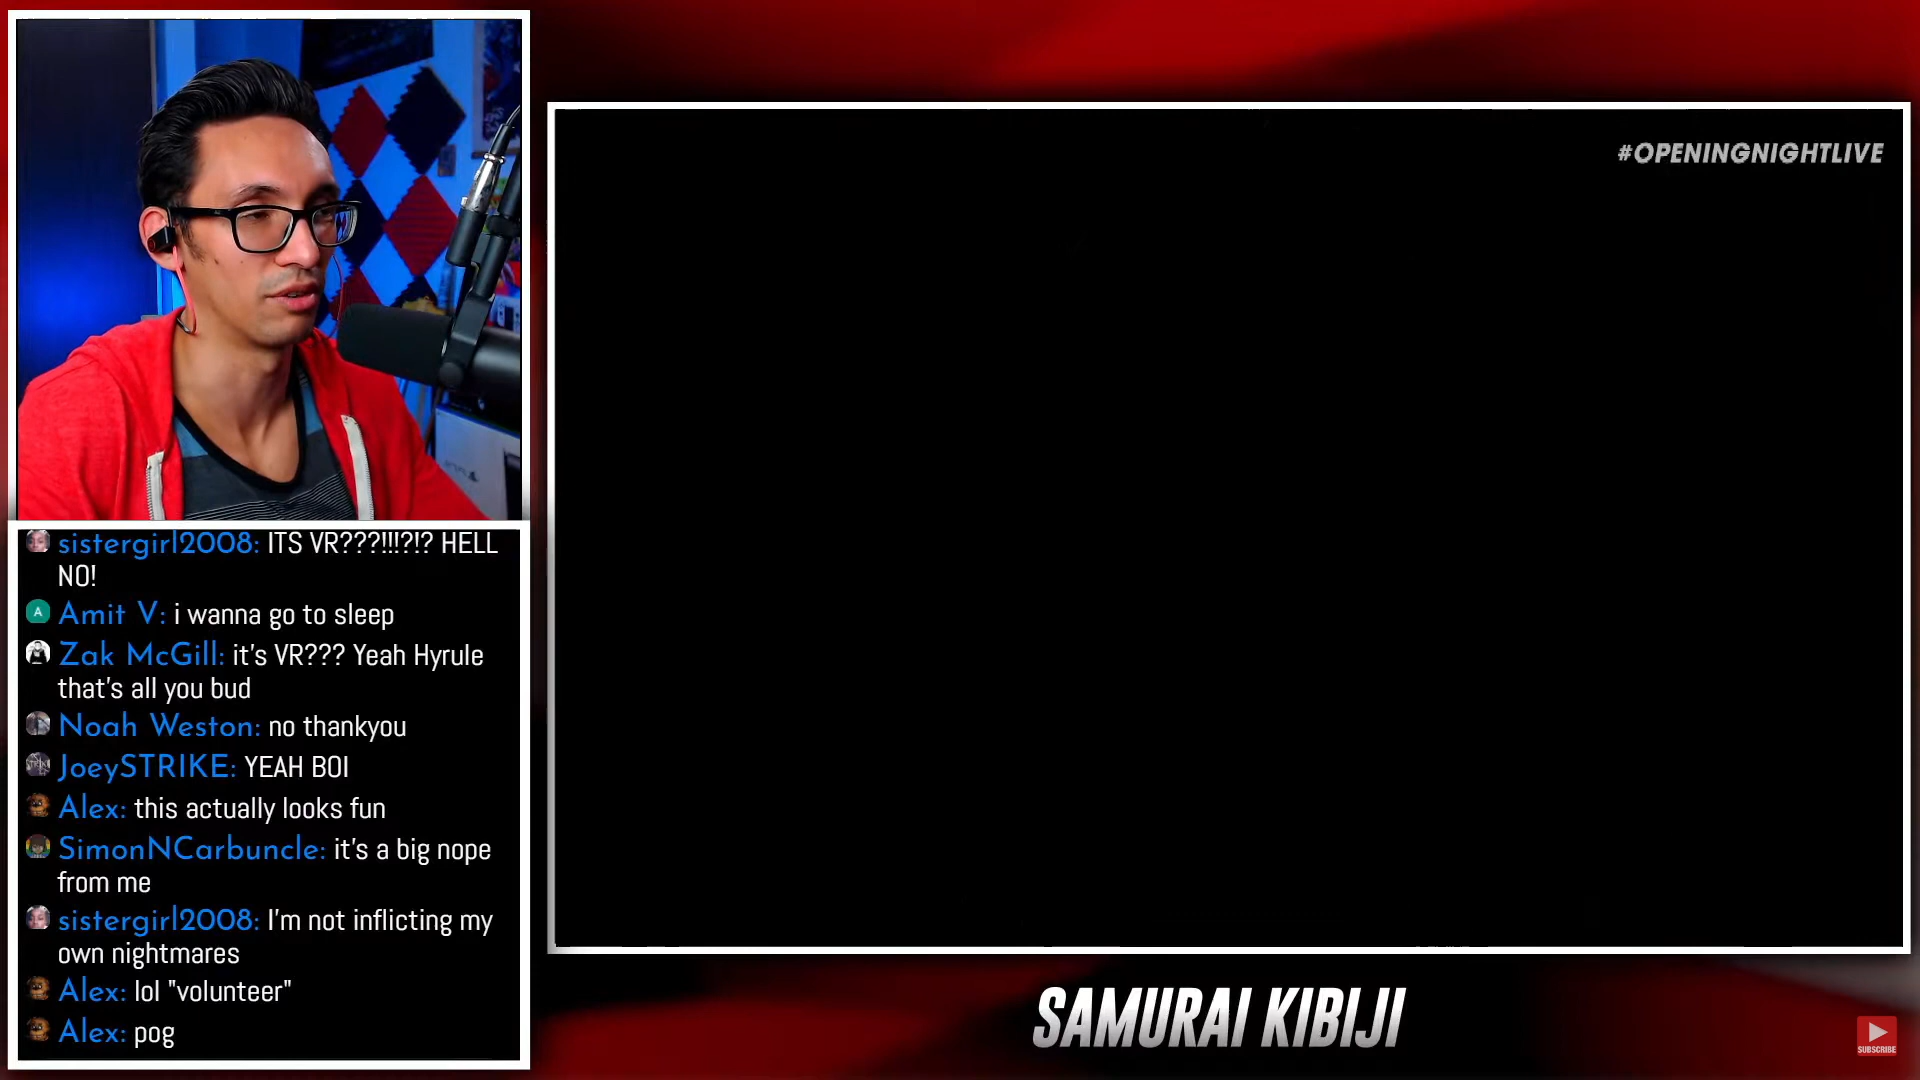 #OPENINGNIGHTLIVE
sistergirl2008: ITS VR???!!!?!? HELL
NO!
A Amit V: i wanna go to sleep
Zak McGill: it's VR??? Yeah Hyrule
that's all you bud
Noah Weston: no thankyou
JoeySTRIKE: YEAH BOI
Alex: this actually looks fun
SimonNCarbuncle: it's a big nope
from me
sistergirl2008: I'm not inflicting my
own nightmares
Alex: lol "volunteer"
Alex: pog
SAMURAI KIBIJI
SUBSCRIBE